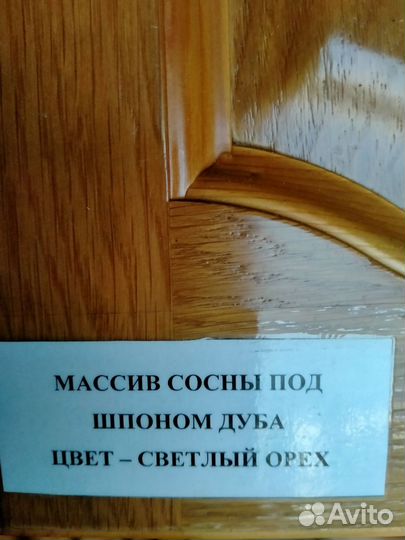 МАССИВ СОСНЫ ПОД
ШПОНОМ ДУБА
ЦВЕТ – СВЕТЛЫЙ ОРЕХ
Avito